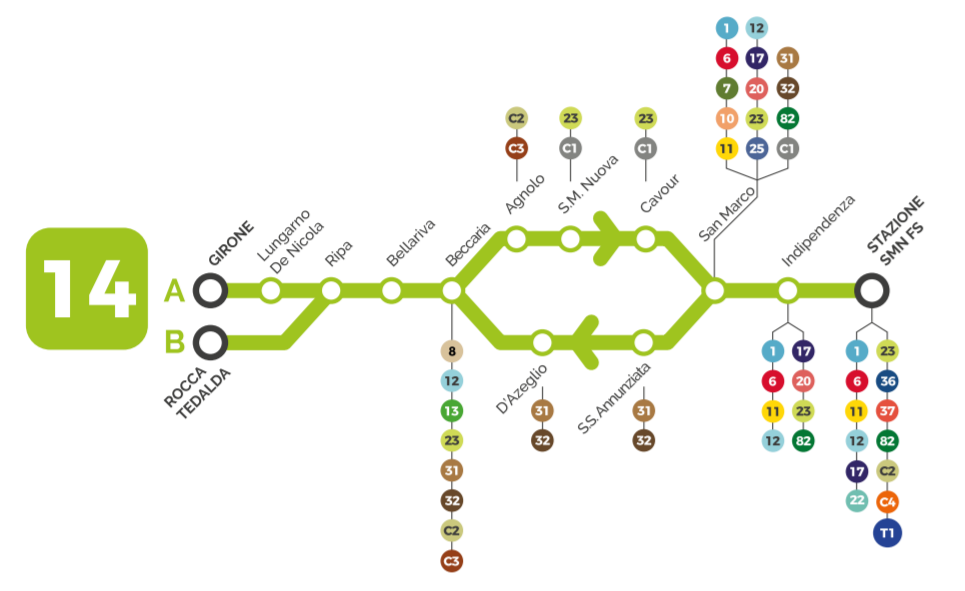 14
A
B
GIRONE
ROCCA
TEDALDA
Lungarno
De Nicola
Ripa
Bellariva
Beccaria
8
12
13
23
31
32
C2
C3
Agnolo
C2
C3
S.M. Nuova
23
C1
Cavour
23
C1
D'Azeglio
31
32
S.S. Annunziata
31
32
San Marco
1
6
7
10
11
12
17
20
23
25
31
32
82
C1
Indipendenza
1
6
11
12
17
20
23
82
STAZIONE
SMN FS
1
6
11
12
17
22
23
36
37
82
C2
C4
T1